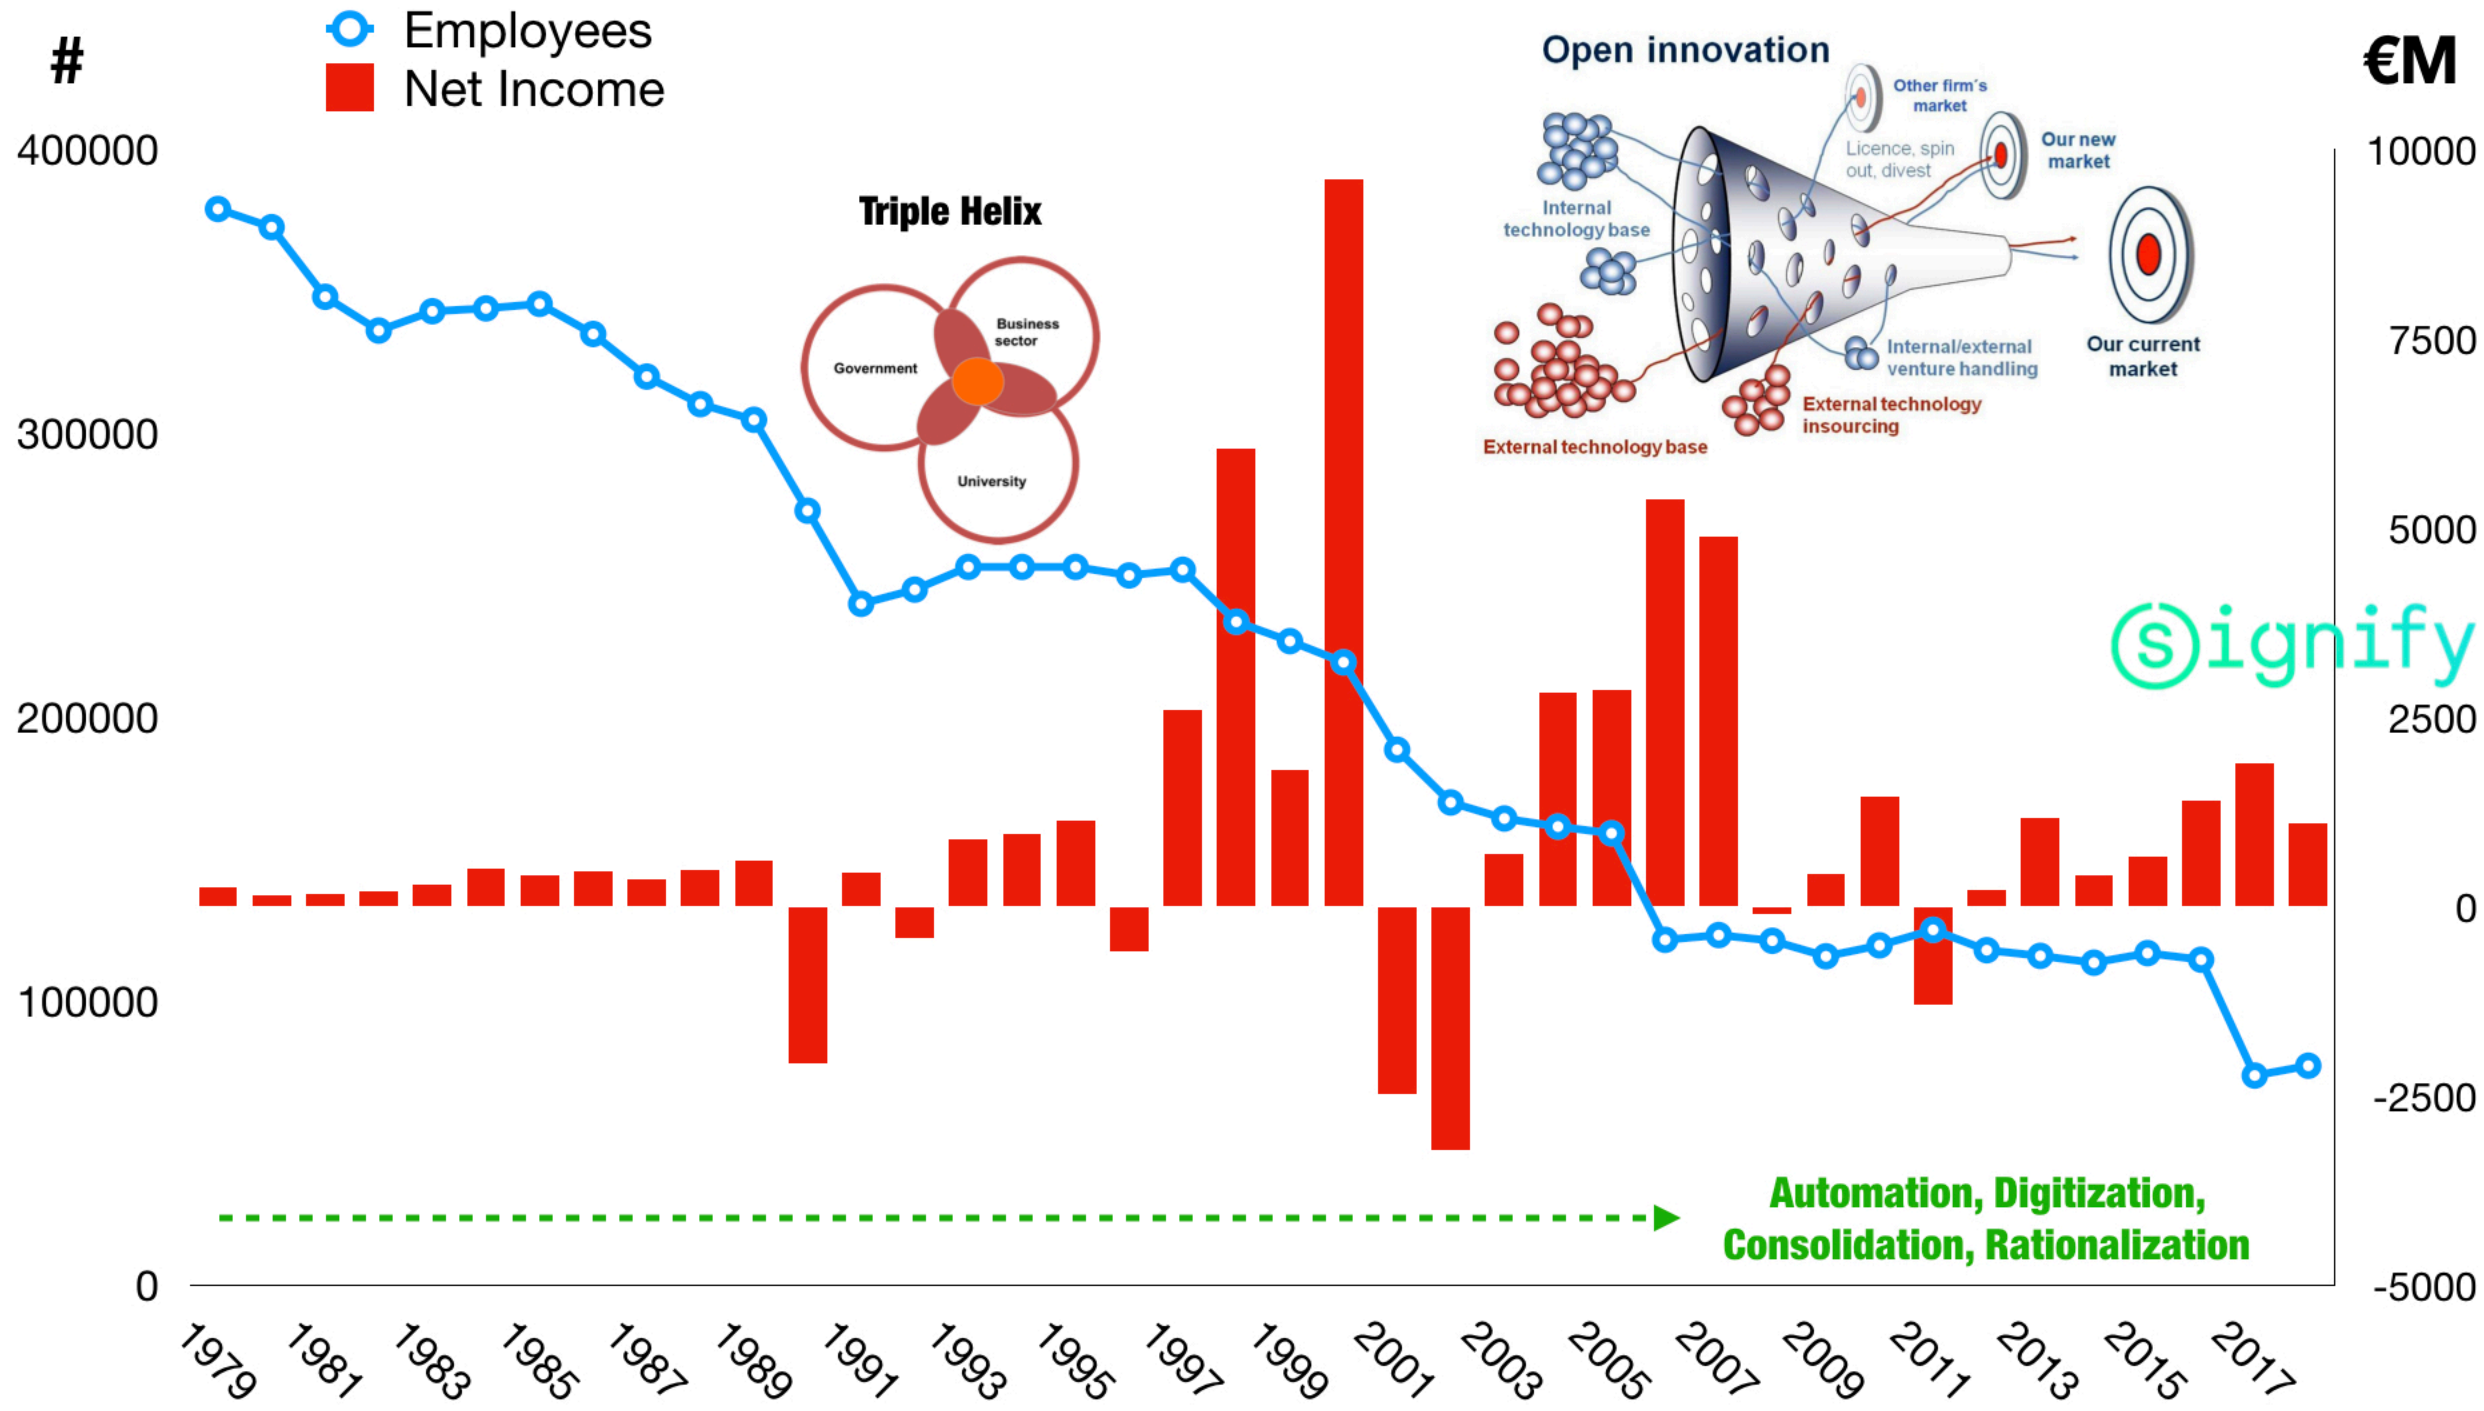 #
Employees
Net Income
€M
400000
300000
200000
100000
0
10000
7500
5000
2500
0
-2500
-5000
Triple Helix
Government
Business
sector
University
Open innovation
Other firm's
market
Licence, spin
out, divest
Our new
market
Internal
technology base
Our current
market
Internal/external
venture handling
External technology
insourcing
External technology base
signify
Automation, Digitization,
Consolidation, Rationalization
1979
1981
1983
1985
1987
1989
1991
1993
1995
1997
1999
2001
2003
2005
2007
2009
2011
2013
2015
2017